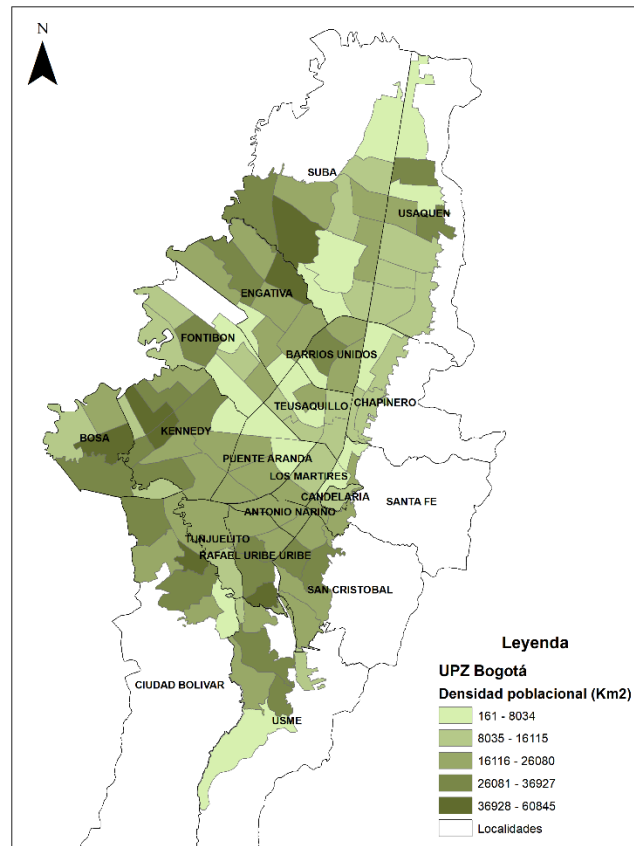 N
SUBA
USAQUEN
ENGATIVA
FONTIBON
BARRIOS UNIDOS
TEUSAQUILLO
CHAPINERO
BOSA
KENNEDY
PUENTE ARANDA
LOS MARTIRES
CANDELARIA
SANTA FE
ANTONIO NARIÑO
TUNJUELITO
RAFAEL URIBE URIBE
SAN CRISTOBAL
CIUDAD BOLIVAR
USME
Leyenda
UPZ Bogotá
Densidad poblacional (Km2)
161 - 8034
8035 - 16115
16116 - 26080
26081 - 36927
36928 - 60845
Localidades